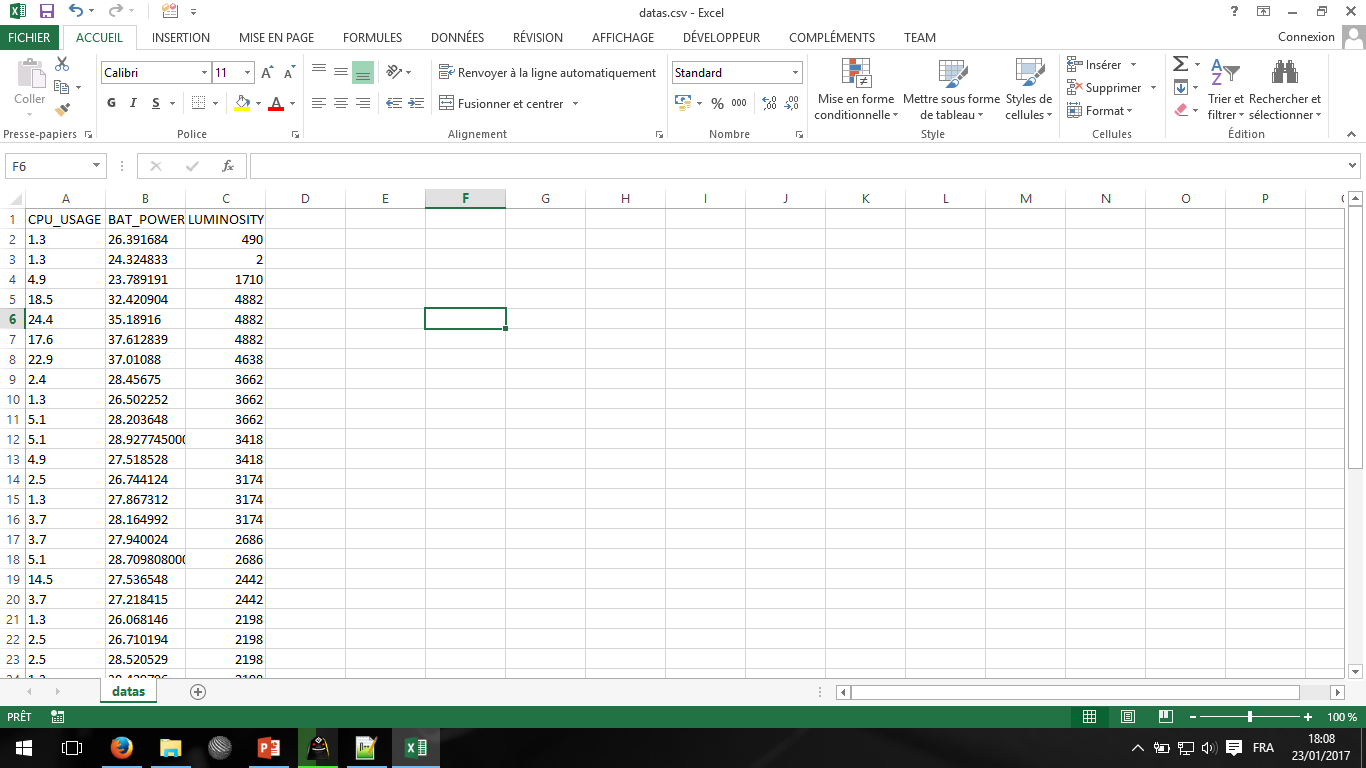 datas.csv - Excel
FICHIER ACCUEIL INSERTION MISE EN PAGE FORMULES DONNÉES RÉVISION AFFICHAGE DÉVELOPPEUR COMPLÉMENTS TEAM Connexion
Calibri 11 Renvoyer à la ligne automatiquement Standard Insérer
Coller Mise en forme Mettre sous forme Styles de Supprimer Trier et Rechercher et
G I S Fusionner et centrer % 000 conditionnelle de tableau cellules Format filtrer sélectionner
Presse-papiers Police Alignement Nombre Style Cellules Édition
F6 fx
A B C D E F G H I J K L M N O P
1 CPU_USAGE BAT_POWER LUMINOSITY
2 1.3 26.391684 490
3 1.3 24.324833 2
4 4.9 23.789191 1710
5 18.5 32.420904 4882
6 24.4 35.18916 4882
7 17.6 37.612839 4882
8 22.9 37.01088 4638
9 2.4 28.45675 3662
10 1.3 26.502252 3662
11 5.1 28.203648 3662
12 5.1 28.927745000 3418
13 4.9 27.518528 3418
14 2.5 26.744124 3174
15 1.3 27.867312 3174
16 3.7 28.164992 3174
17 3.7 27.940024 2686
18 5.1 28.709808000 2686
19 14.5 27.536548 2442
20 3.7 27.218415 2442
21 1.3 26.068146 2198
22 2.5 26.710194 2198
23 2.5 28.520529 2198
datas
PRÊT 100 %
FRA 18:08
23/01/2017